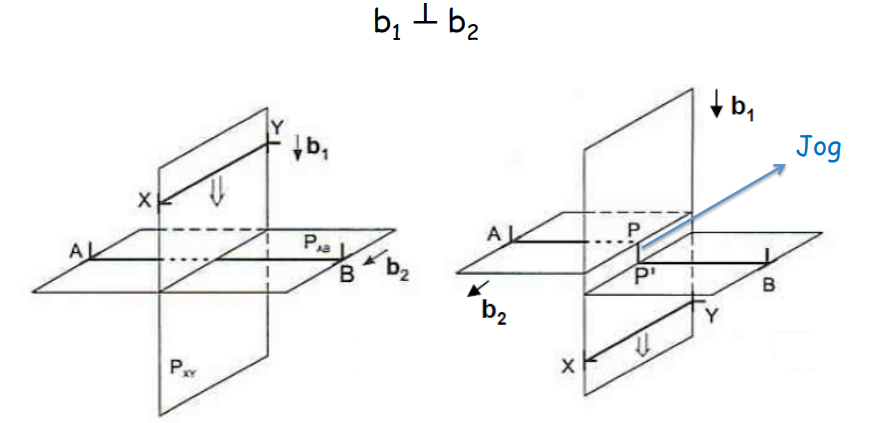 b₁ ⊥ b₂
Y
b₁
X
A
P_AB
B
b₂
P_XY
b₁
Jog
A
P
P'
B
b₂
Y
X